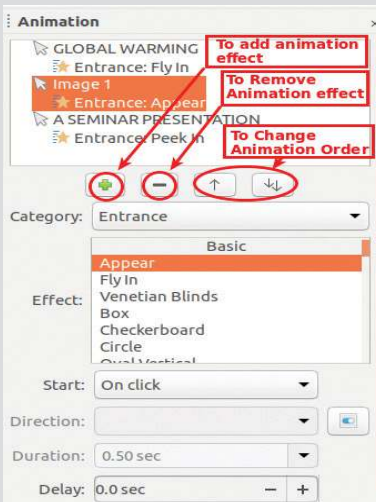 Animation
GLOBAL WARMING
To add animation
effect
Entrance: Fly In
Image 1
To Remove
Animation effect
Entrance: Appear
A SEMINAR PRESENTATION
Entrance: Peek In
To Change
Animation Order
Category: Entrance
Basic
Appear
Fly In
Effect: Venetian Blinds
Box
Checkerboard
Circle
Oval Vertical
Start: On click
Direction:
Duration: 0.50 sec
Delay: 0.0 sec